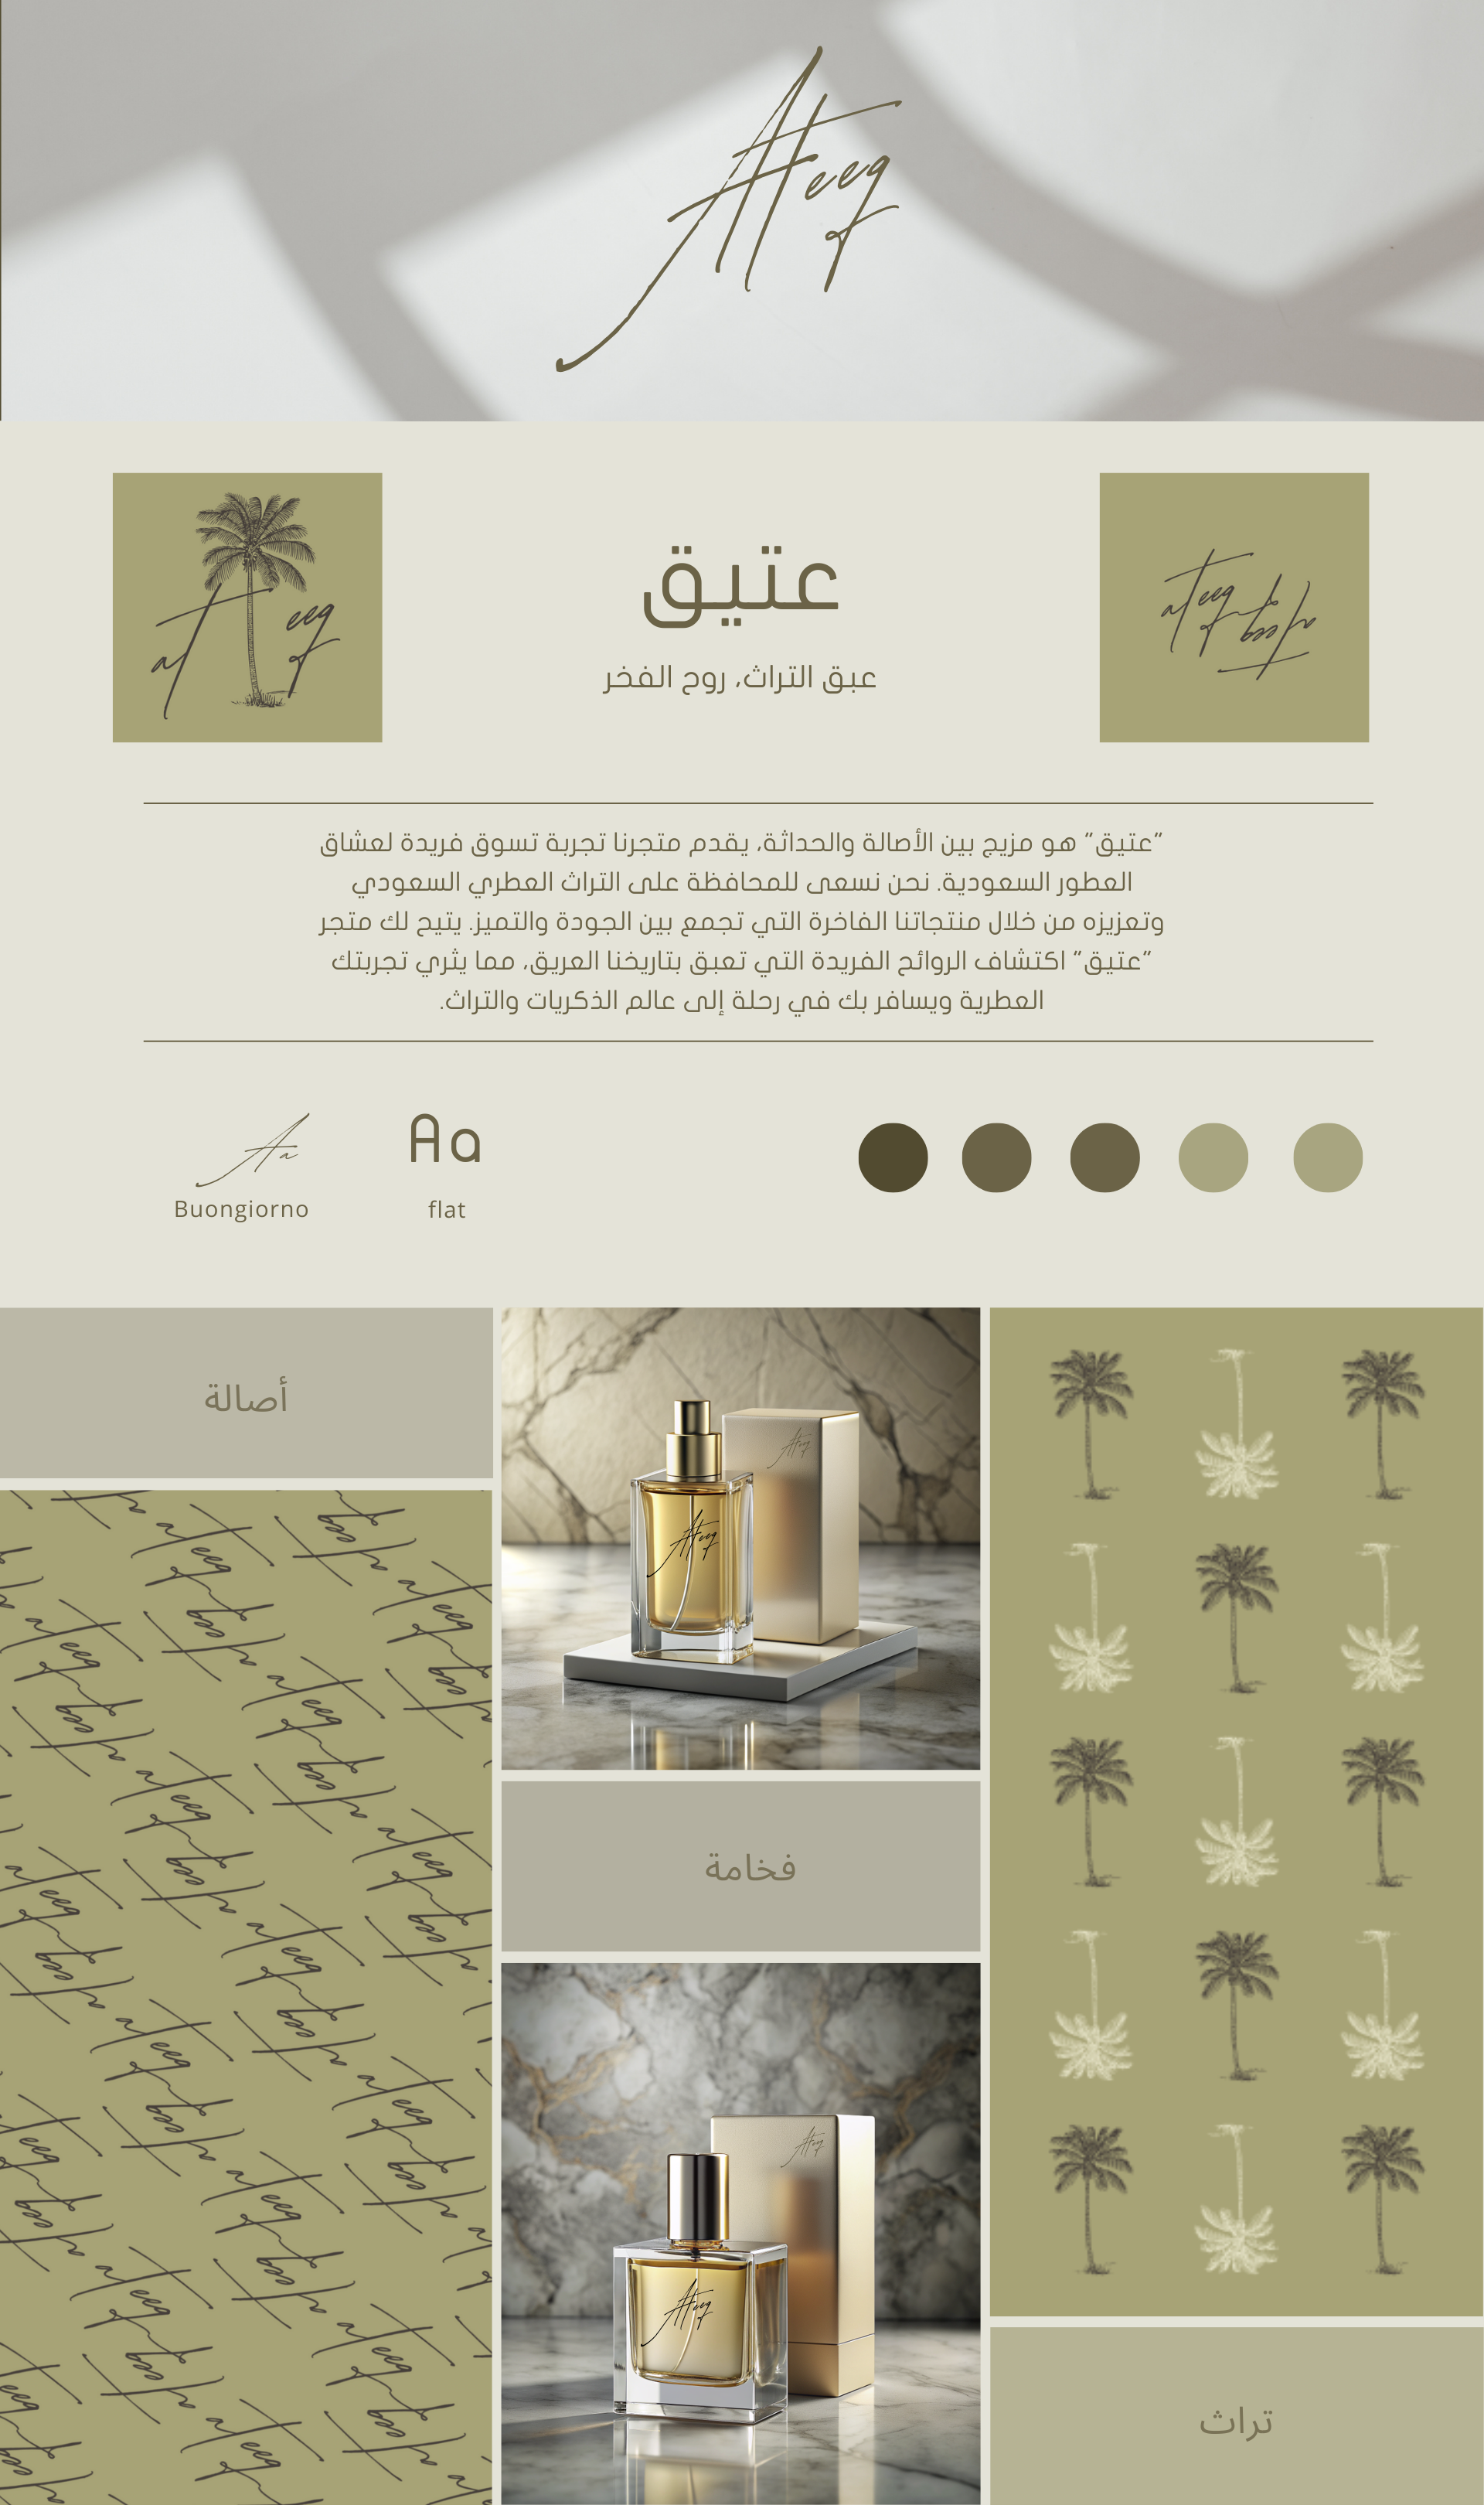 Ateeq
عتيق
عبق التراث، روح الفخر
ateeq
ateeq
at eeq
"عتيق" هو مزيج بين الأصالة والحداثة، يقدم متجرنا تجربة تسوق فريدة لعشاق
العطور السعودية. نحن نسعى للمحافظة على التراث العطري السعودي
وتعزيزه من خلال منتجاتنا الفاخرة التي تجمع بين الجودة والتميز. يتيح لك متجر
"عتيق" اكتشاف الروائح الفريدة التي تعبق بتاريخنا العريق، مما يثري تجربتك
العطرية ويسافر بك في رحلة إلى عالم الذكريات والتراث.
Aa
Buongiorno
Aa
flat
أصالة
Ateeq
Ateeq
فخامة
Ateeq
Ateeq
تراث